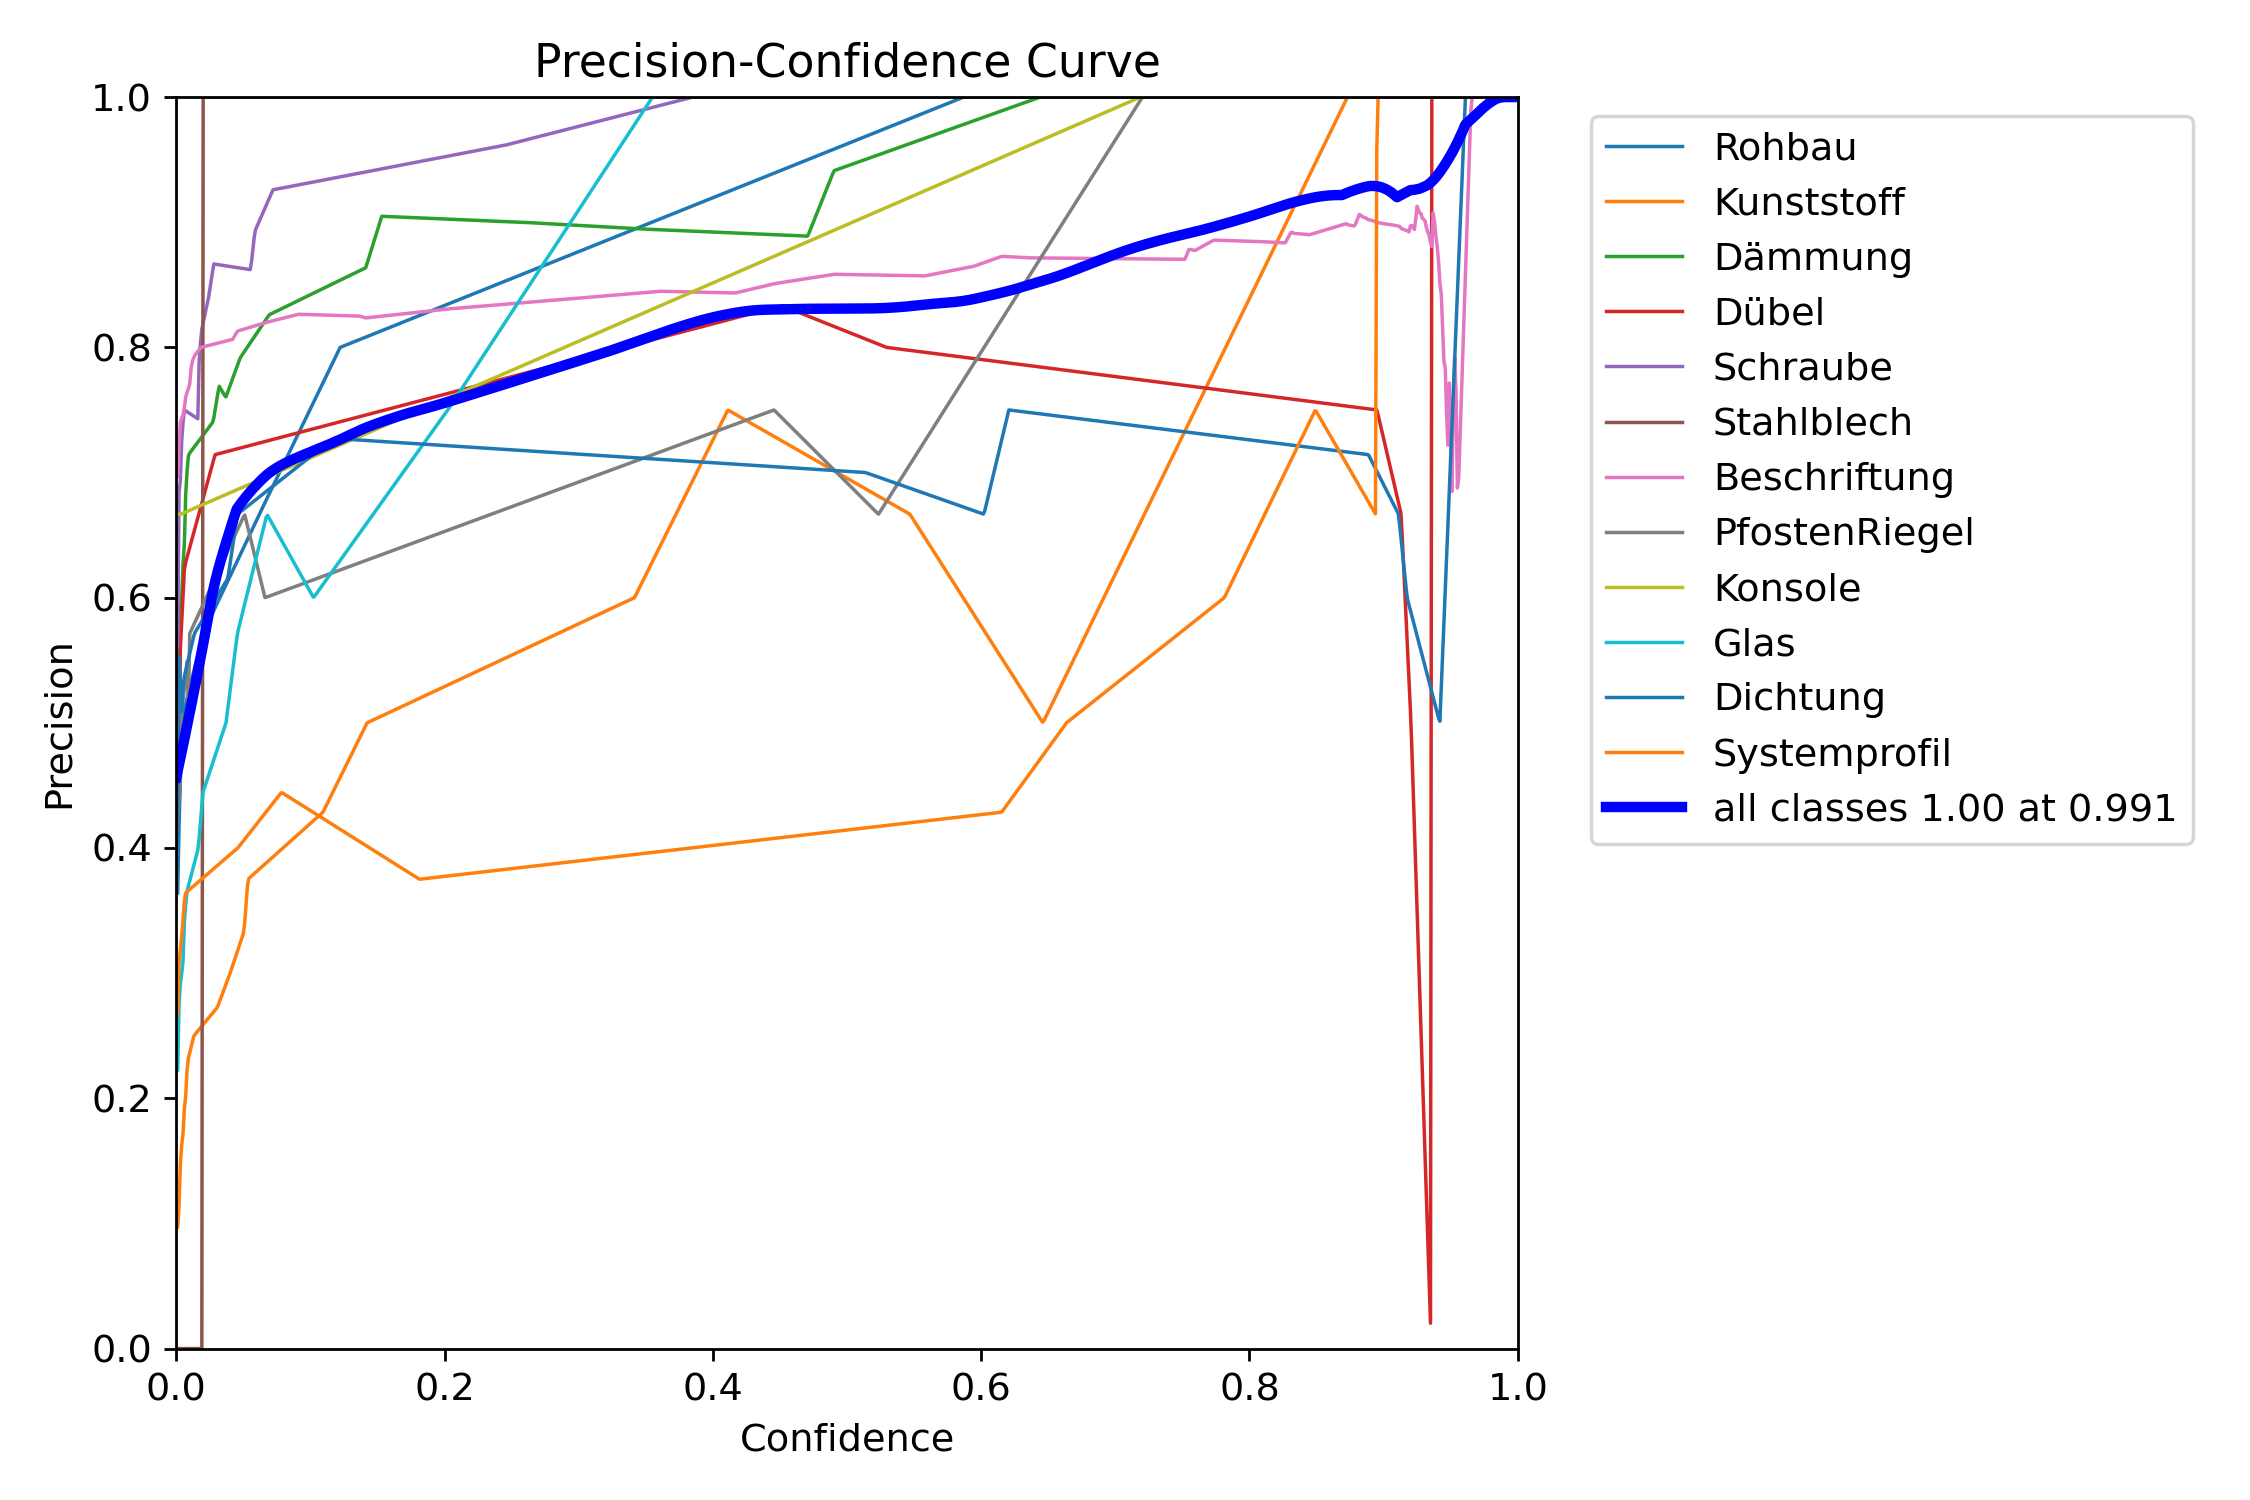 Precision-Confidence Curve
1.0
0.8
0.6
0.4
0.2
0.0
Precision
0.0 0.2 0.4 0.6 0.8 1.0
Confidence
Rohbau
Kunststoff
Dämmung
Dübel
Schraube
Stahlblech
Beschriftung
PfostenRiegel
Konsole
Glas
Dichtung
Systemprofil
all classes 1.00 at 0.991